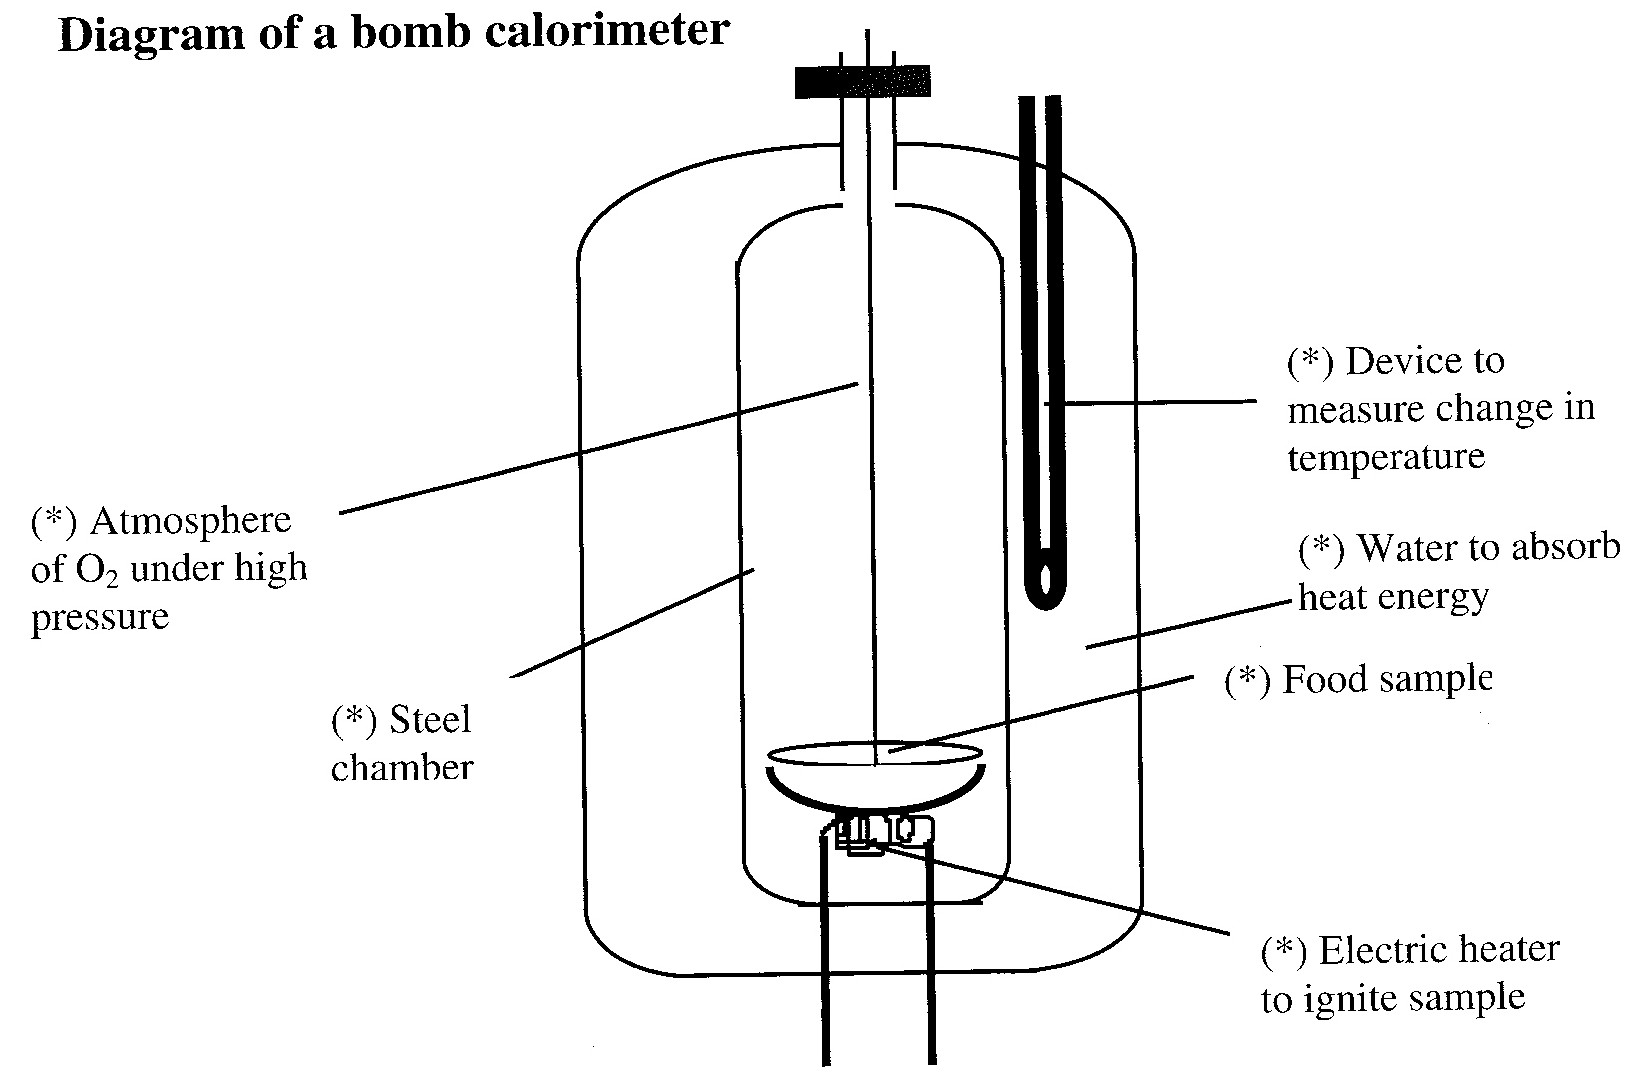 Diagram of a bomb calorimeter
(*) Device to
measure change in
temperature
(*) Atmosphere
of O₂ under high
pressure
(*) Water to absorb
heat energy
(*) Food sample
(*) Steel
chamber
(*) Electric heater
to ignite sample